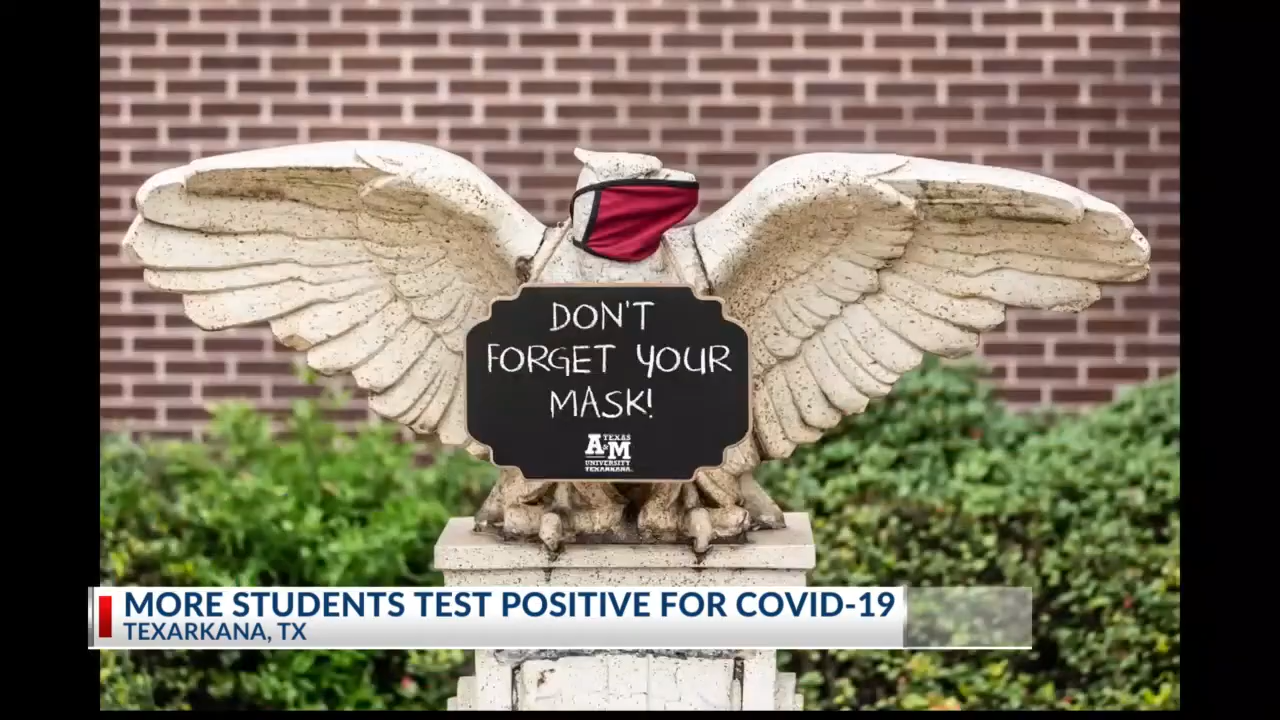 DON'T
FORGET YOUR
MASK!
TEXAS
A&M
UNIVERSITY
TEXARKANA
MORE STUDENTS TEST POSITIVE FOR COVID-19
TEXARKANA, TX